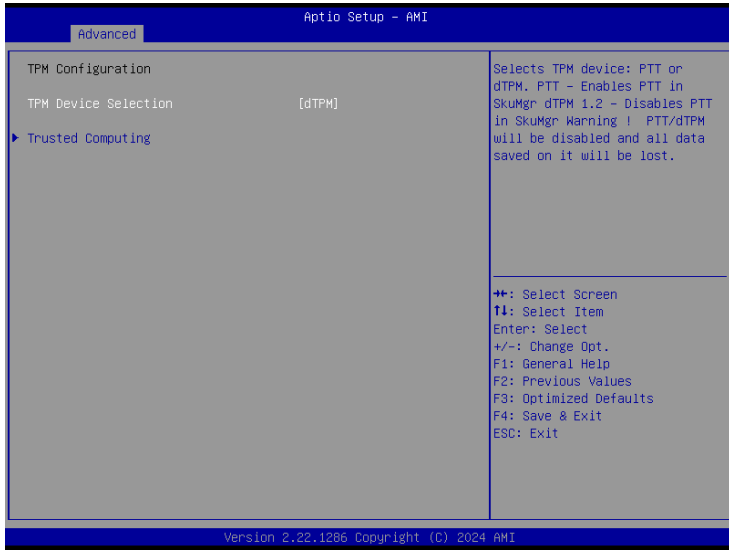 Aptio Setup - AMI
Advanced
TPM Configuration
TPM Device Selection [dTPM]
Trusted Computing
Selects TPM device: PTT or
dTPM. PTT - Enables PTT in
SkuMgr dTPM 1.2 - Disables PTT
in SkuMgr Warning ! PTT/dTPM
will be disabled and all data
saved on it will be lost.
→←: Select Screen
↑↓: Select Item
Enter: Select
+/-: Change Opt.
F1: General Help
F2: Previous Values
F3: Optimized Defaults
F4: Save & Exit
ESC: Exit
Version 2.22.1286 Copyright (C) 2024 AMI